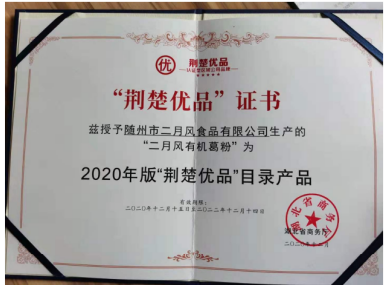 优 荆楚优品
“荆楚优品”证书
兹授予随州市二月风食品有限公司生产的
“二月风有机葛粉”为
2020年版“荆楚优品”目录产品
有效期限：
二〇二〇年十二月十五日至二〇二二年十二月十四日
湖北省商务厅